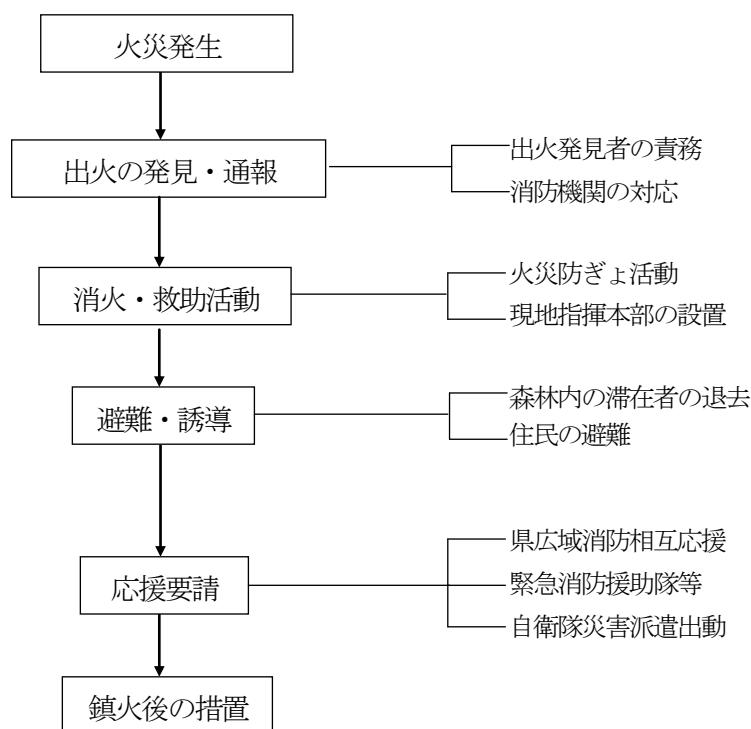 火災発生
出火の発見・通報
出火発見者の責務
消防機関の対応
消火・救助活動
火災防ぎょ活動
現地指揮本部の設置
避難・誘導
森林内の滞在者の退去
住民の避難
応援要請
県広域消防相互応援
緊急消防援助隊等
自衛隊災害派遣出動
鎮火後の措置